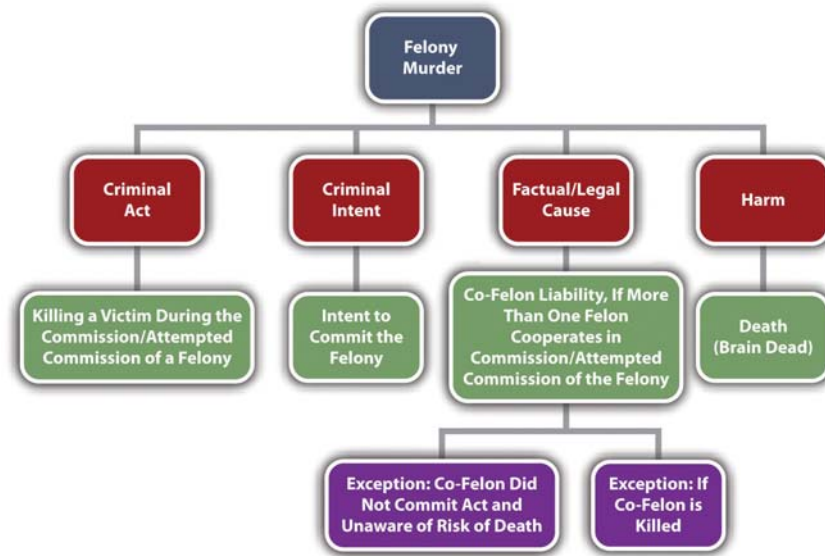 Felony
Murder
Criminal
Act
Criminal
Intent
Factual/Legal
Cause
Harm
Killing a Victim During the
Commission/Attempted
Commission of a Felony
Intent to
Commit the
Felony
Co-Felon Liability, If More
Than One Felon
Cooperates in
Commission/Attempted
Commission of the Felony
Death
(Brain Dead)
Exception: Co-Felon Did
Not Commit Act and
Unaware of Risk of Death
Exception: If
Co-Felon is
Killed